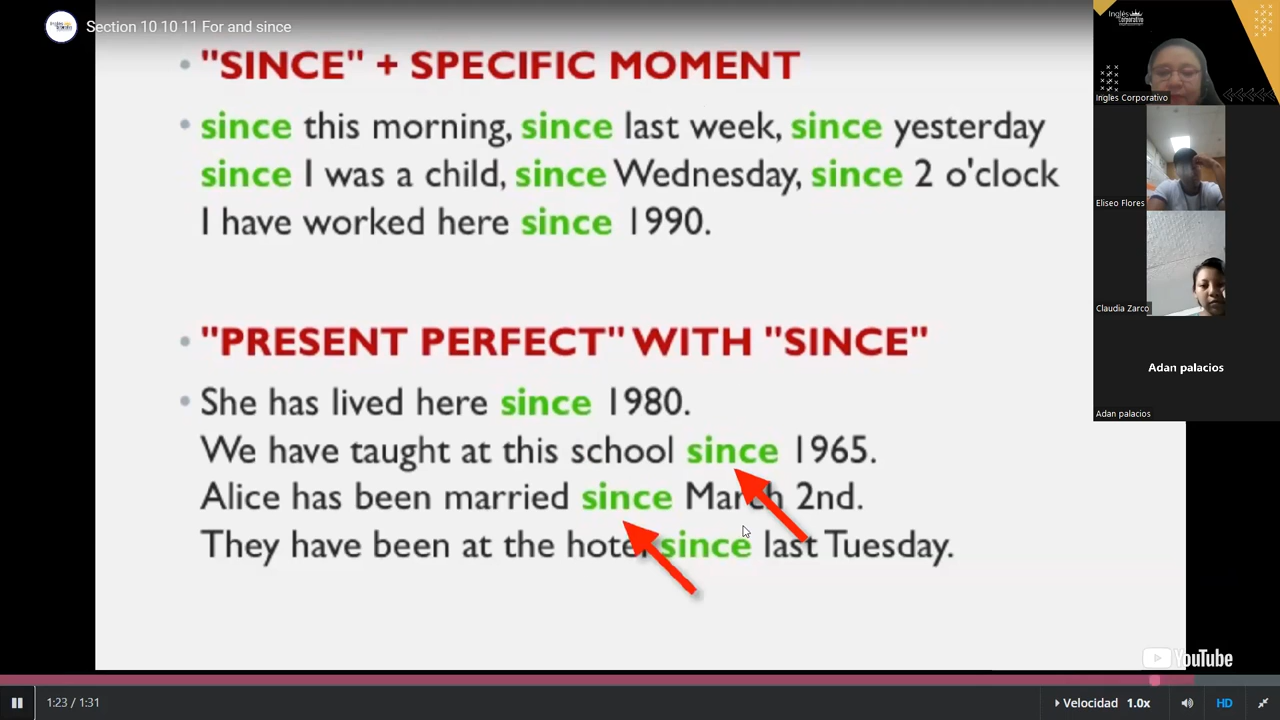 Section 10 10 11 For and since
"SINCE" + SPECIFIC MOMENT
since this morning, since last week, since yesterday
since I was a child, since Wednesday, since 2 o'clock
I have worked here since 1990.
"PRESENT PERFECT" WITH "SINCE"
She has lived here since 1980.
We have taught at this school since 1965.
Alice has been married since March 2nd.
They have been at the hotel since last Tuesday.
Inglés
Corporativo
Ingles Corporativo
Eliseo Flores
Claudia Zarco
Adan palacios
Adan palacios
YouTube
1:23 / 1:31
Velocidad 1.0x
HD